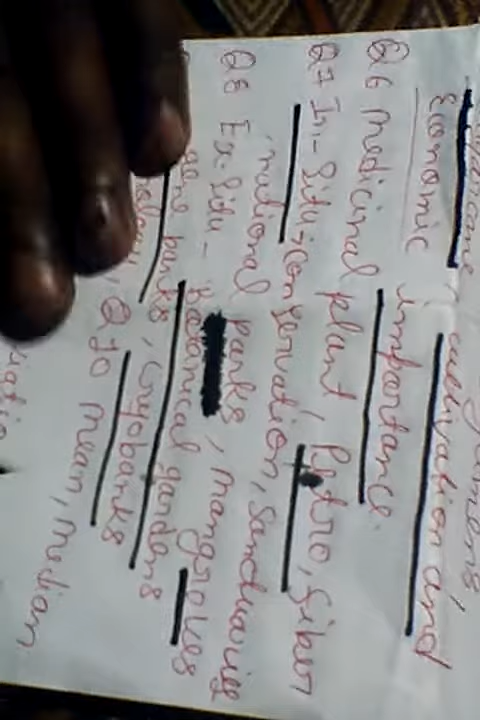 cultivation and
Economic importance.
Q6 Medicinal plant, Petro, fiber
Q7 In-Situ-conservation, Sanctuaries
national parks, mangroves
Q8 Ex-Situ- Botanical gardens
gene banks, Cryobanks
Q10 Mean, Median